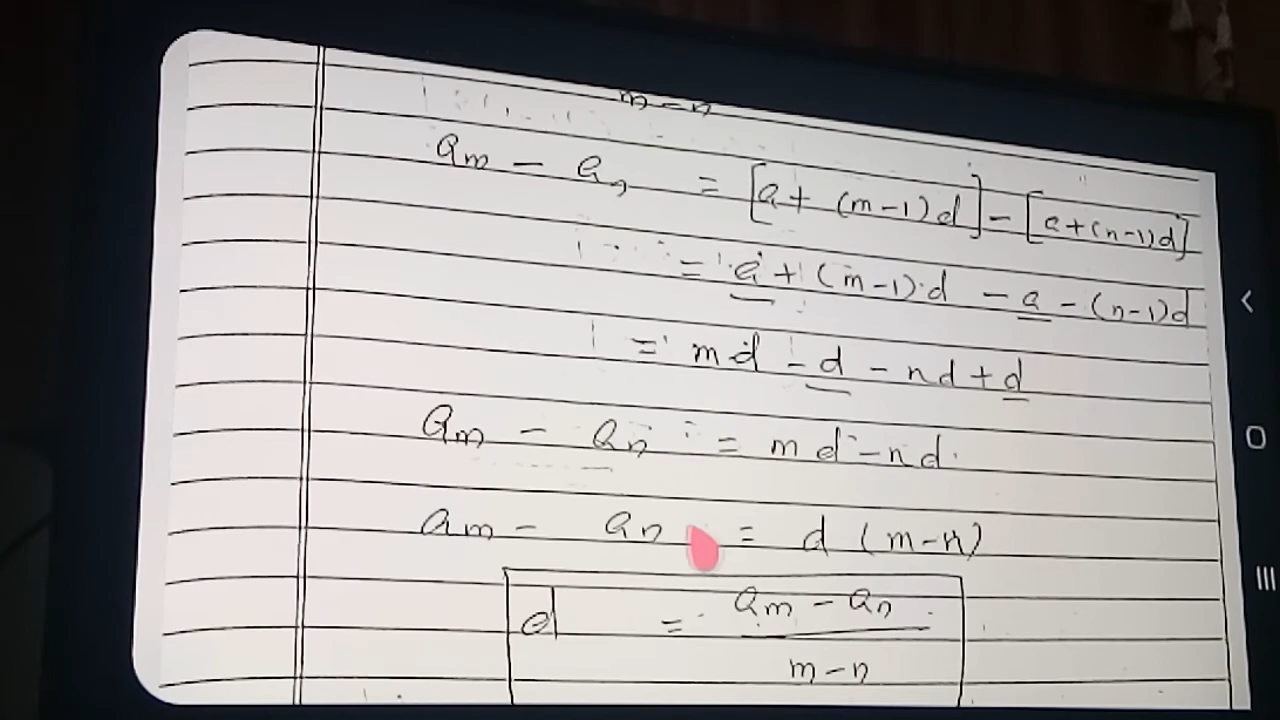 m - n
am - an = [a + (m-1)d] - [a+(n-1)d]
= a + (m-1).d - a - (n-1)d
= md - d - nd + d
am - an = md - nd.
am - an = d (m-n)
d = am - an
m - n